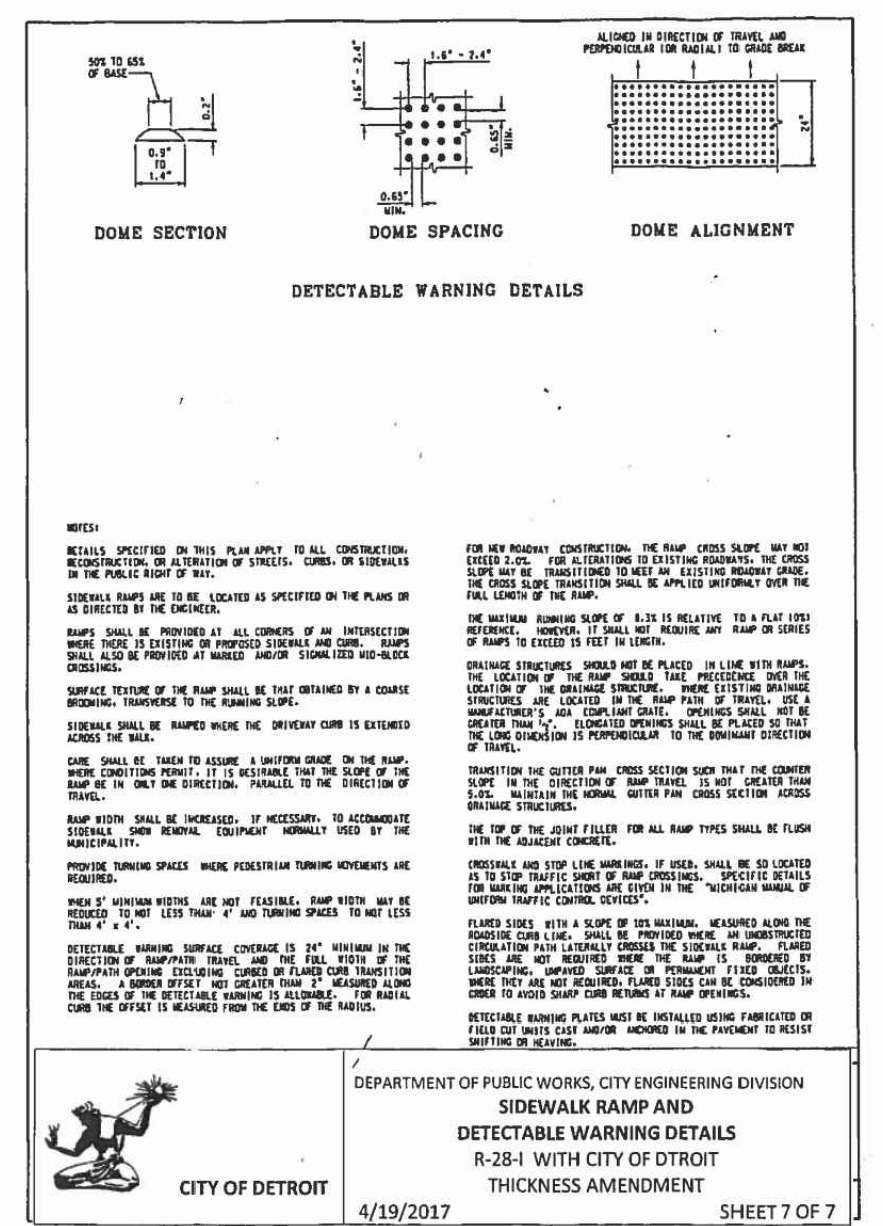 50% TO 65%
OF BASE
0.2"
0.9"
TO
1.4"
DOME SECTION
1.6" - 2.4"
1.6" - 2.4"
0.65"
MIN.
0.65"
MIN.
DOME SPACING
ALIGNED IN DIRECTION OF TRAVEL AND
PERPENDICULAR (OR RADIAL) TO GRADE BREAK
24"
DOME ALIGNMENT
DETECTABLE WARNING DETAILS
NOTES:
DETAILS SPECIFIED ON THIS PLAN APPLY TO ALL CONSTRUCTION,
RECONSTRUCTION, OR ALTERATION OF STREETS, CURBS, OR SIDEWALKS
IN THE PUBLIC RIGHT OF WAY.
SIDEWALK RAMPS ARE TO BE LOCATED AS SPECIFIED ON THE PLANS OR
AS DIRECTED BY THE ENGINEER.
RAMPS SHALL BE PROVIDED AT ALL CORNERS OF AN INTERSECTION
WHERE THERE IS EXISTING OR PROPOSED SIDEWALK AND CURB. RAMPS
SHALL ALSO BE PROVIDED AT MARKED AND/OR SIGNALIZED MID-BLOCK
CROSSINGS.
SURFACE TEXTURE OF THE RAMP SHALL BE THAT OBTAINED BY A COARSE
BROOMING, TRANSVERSE TO THE RUNNING SLOPE.
SIDEWALK SHALL BE RAMPED WHERE THE DRIVEWAY CURB IS EXTENDED
ACROSS THE WALK.
CARE SHALL BE TAKEN TO ASSURE A UNIFORM GRADE ON THE RAMP.
WHERE CONDITIONS PERMIT, IT IS DESIRABLE THAT THE SLOPE OF THE
RAMP BE IN ONLY ONE DIRECTION, PARALLEL TO THE DIRECTION OF
TRAVEL.
RAMP WIDTH SHALL BE INCREASED, IF NECESSARY, TO ACCOMMODATE
SIDEWALK SNOW REMOVAL EQUIPMENT NORMALLY USED BY THE
MUNICIPALITY.
PROVIDE TURNING SPACES WHERE PEDESTRIAN TURNING MOVEMENTS ARE
REQUIRED.
WHEN 5' MINIMUM WIDTHS ARE NOT FEASIBLE, RAMP WIDTH MAY BE
REDUCED TO NOT LESS THAN 4' AND TURNING SPACES TO NOT LESS
THAN 4' x 4'.
DETECTABLE WARNING SURFACE COVERAGE IS 24" MINIMUM IN THE
DIRECTION OF RAMP/PATH TRAVEL AND THE FULL WIDTH OF THE
RAMP/PATH OPENING EXCLUDING CURBED OR FLARED CURB TRANSITION
AREAS. A BORDER OFFSET NOT GREATER THAN 2" MEASURED ALONG
THE EDGES OF THE DETECTABLE WARNING IS ALLOWABLE. FOR RADIAL
CURB THE OFFSET IS MEASURED FROM THE ENDS OF THE RADIUS.
FOR NEW ROADWAY CONSTRUCTION, THE RAMP CROSS SLOPE MAY NOT
EXCEED 2.0%. FOR ALTERATIONS TO EXISTING ROADWAYS, THE CROSS
SLOPE MAY BE TRANSITIONED TO MEET AN EXISTING ROADWAY GRADE.
THE CROSS SLOPE TRANSITION SHALL BE APPLIED UNIFORMLY OVER THE
FULL LENGTH OF THE RAMP.
THE MAXIMUM RUNNING SLOPE OF 8.3% IS RELATIVE TO A FLAT (0%)
REFERENCE. HOWEVER, IT SHALL NOT REQUIRE ANY RAMP OR SERIES
OF RAMPS TO EXCEED 15 FEET IN LENGTH.
DRAINAGE STRUCTURES SHOULD NOT BE PLACED IN LINE WITH RAMPS.
THE LOCATION OF THE RAMP SHOULD TAKE PRECEDENCE OVER THE
LOCATION OF THE DRAINAGE STRUCTURE. WHERE EXISTING DRAINAGE
STRUCTURES ARE LOCATED IN THE RAMP PATH OF TRAVEL, USE A
MANUFACTURER'S ADA COMPLIANT GRATE. OPENINGS SHALL NOT BE
GREATER THAN ½". ELONGATED OPENINGS SHALL BE PLACED SO THAT
THE LONG DIMENSION IS PERPENDICULAR TO THE DOMINANT DIRECTION
OF TRAVEL.
TRANSITION THE GUTTER PAN CROSS SECTION SUCH THAT THE COUNTER
SLOPE IN THE DIRECTION OF RAMP TRAVEL IS NOT GREATER THAN
5.0%. MAINTAIN THE NORMAL GUTTER PAN CROSS SECTION ACROSS
DRAINAGE STRUCTURES.
THE TOP OF THE JOINT FILLER FOR ALL RAMP TYPES SHALL BE FLUSH
WITH THE ADJACENT CONCRETE.
CROSSWALK AND STOP LINE MARKINGS, IF USED, SHALL BE SO LOCATED
AS TO STOP TRAFFIC SHORT OF RAMP CROSSINGS. SPECIFIC DETAILS
FOR MARKING APPLICATIONS ARE GIVEN IN THE "MICHIGAN MANUAL OF
UNIFORM TRAFFIC CONTROL DEVICES".
FLARED SIDES WITH A SLOPE OF 10% MAXIMUM, MEASURED ALONG THE
ROADSIDE CURB LINE, SHALL BE PROVIDED WHERE AN UNOBSTRUCTED
CIRCULATION PATH LATERALLY CROSSES THE SIDEWALK RAMP. FLARED
SIDES ARE NOT REQUIRED WHERE THE RAMP IS BORDERED BY
LANDSCAPING, UNPAVED SURFACE OR PERMANENT FIXED OBJECTS.
WHERE THEY ARE NOT REQUIRED, FLARED SIDES CAN BE CONSIDERED IN
ORDER TO AVOID SHARP CURB RETURNS AT RAMP OPENINGS.
DETECTABLE WARNING PLATES MUST BE INSTALLED USING FABRICATED OR
FIELD CUT UNITS CAST AND/OR ANCHORED IN THE PAVEMENT TO RESIST
SHIFTING OR HEAVING.
CITY OF DETROIT
DEPARTMENT OF PUBLIC WORKS, CITY ENGINEERING DIVISION
SIDEWALK RAMP AND
DETECTABLE WARNING DETAILS
R-28-I WITH CITY OF DTROIT
THICKNESS AMENDMENT
4/19/2017
SHEET 7 OF 7